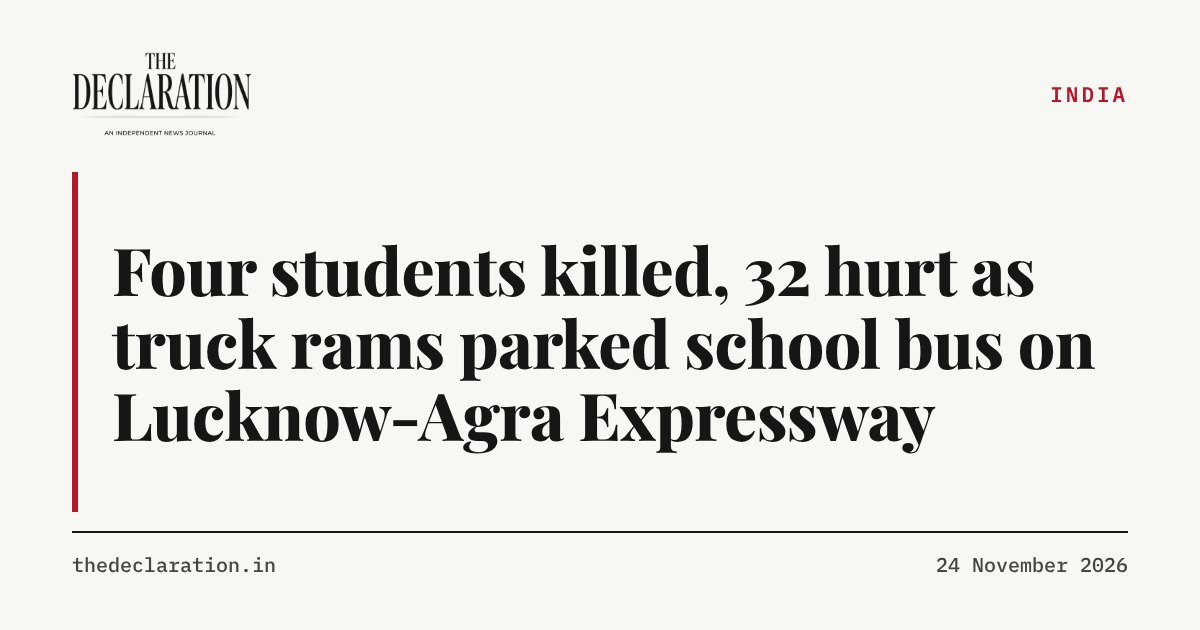 THE
DECLARATION
AN INDEPENDENT NEWS JOURNAL
INDIA
Four students killed, 32 hurt as
truck rams parked school bus on
Lucknow-Agra Expressway
thedeclaration.in
24 November 2026